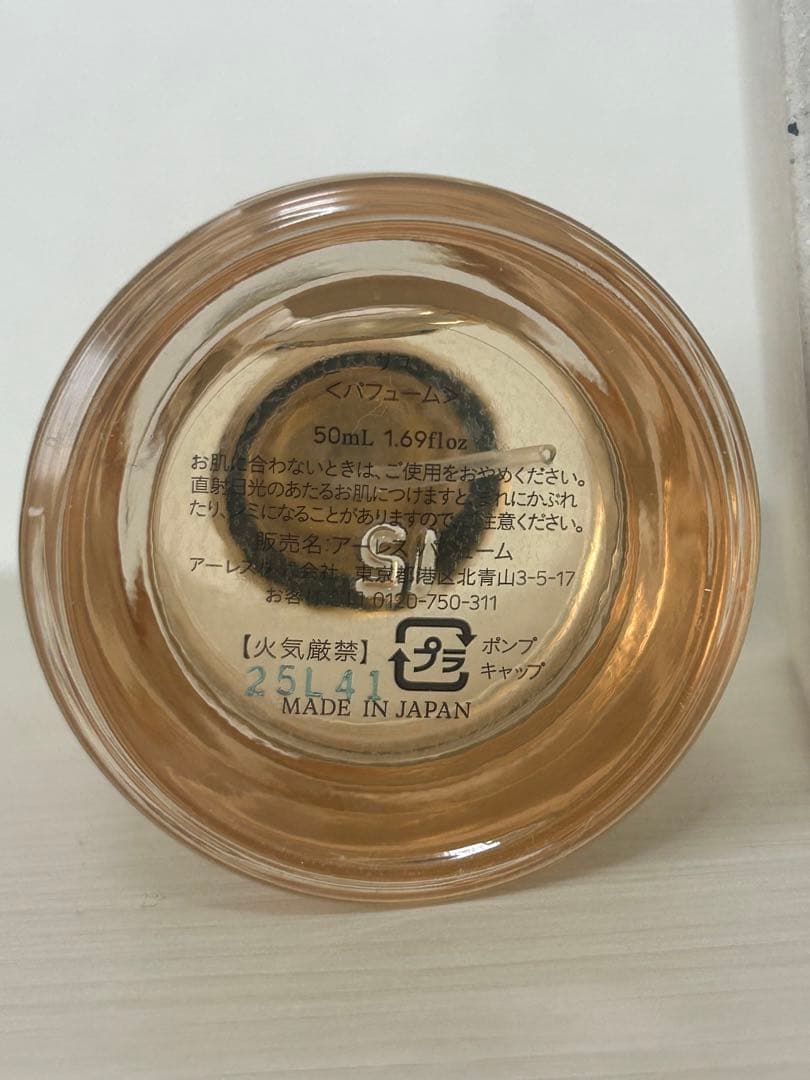 <パフューム>
50mL 1.69floz
お肌に合わないときは、ご使用をおやめください。
直射日光のあたるお肌につけますと、まれにかぶれ
たり、シミになることがありますので、ご注意ください。
販売名:アーレス パフューム
アーレス株式会社 東京都港区北青山3-5-17
0120-750-311
【火気厳禁】
プラ
ポンプ
キャップ
25L41
MADE IN JAPAN